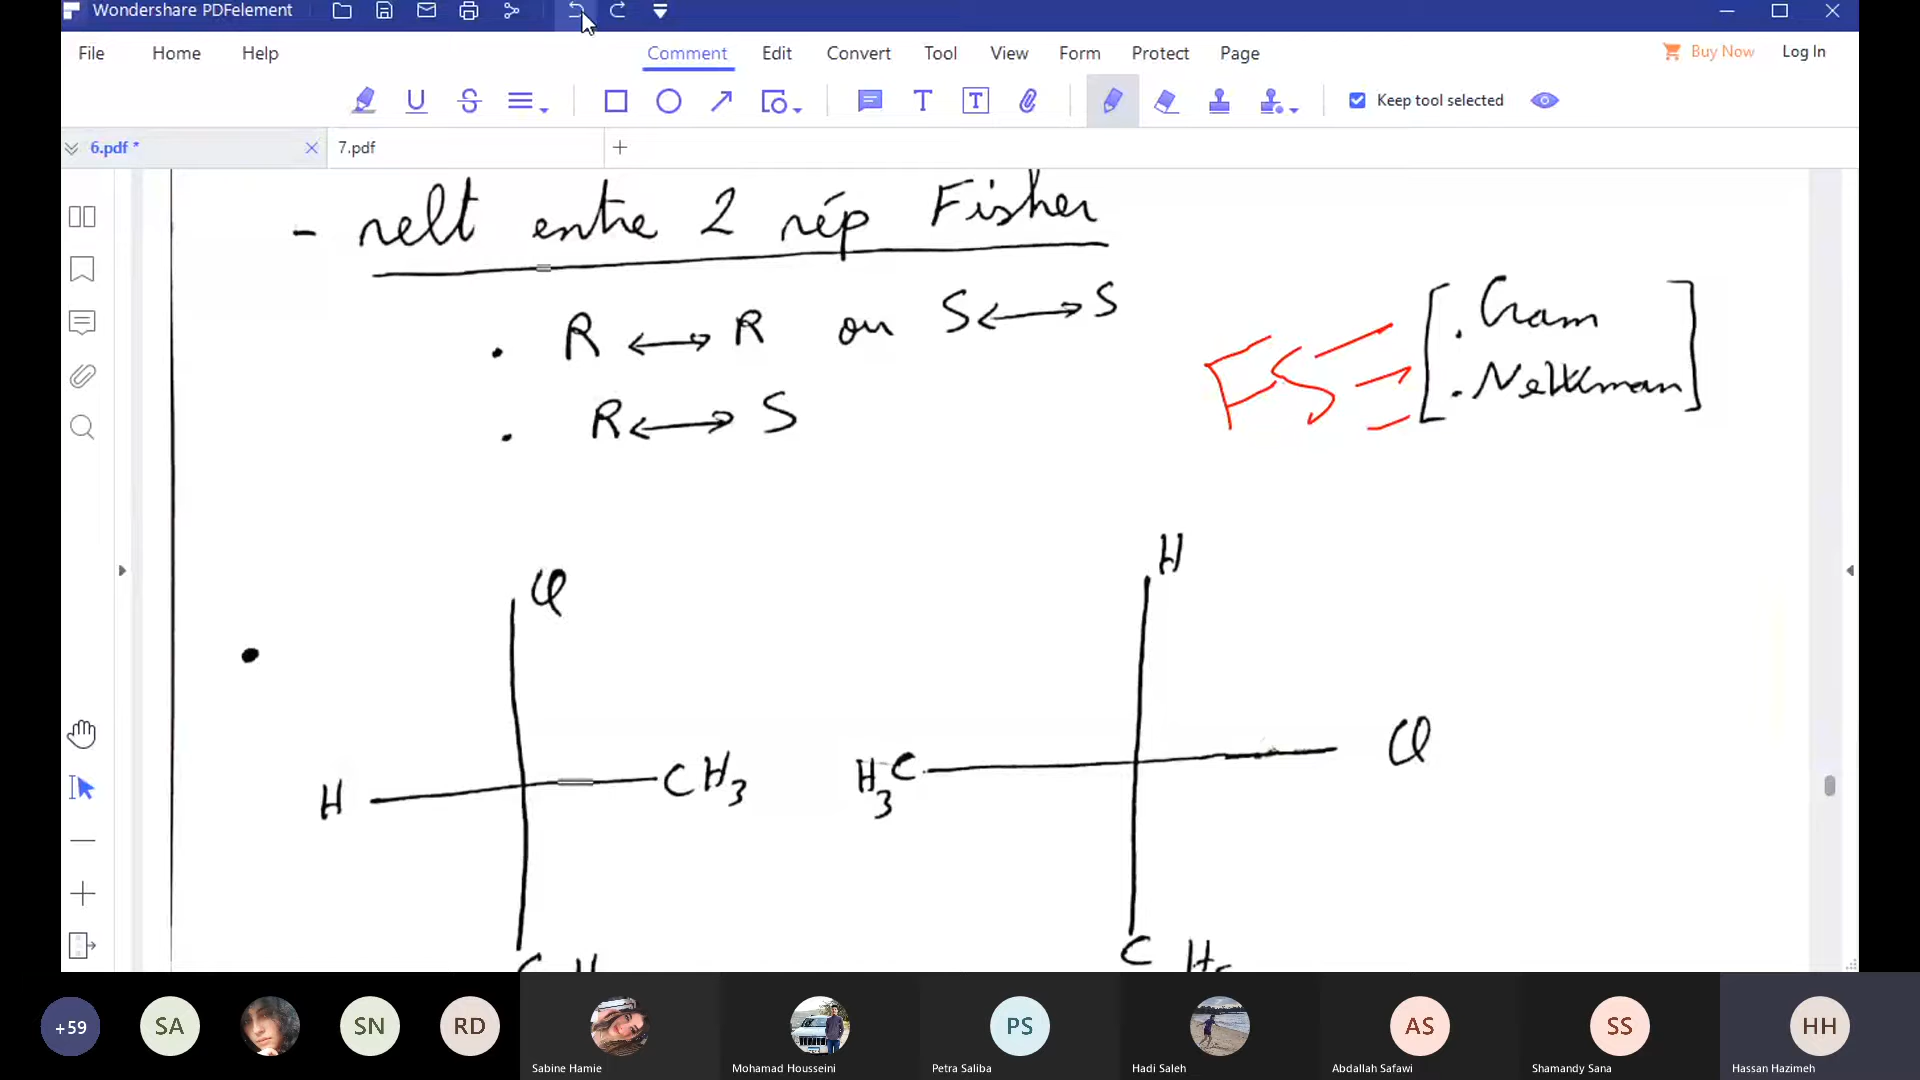 Wondershare PDFelement
File Home Help Comment Edit Convert Tool View Form Protect Page Buy Now Log In
U S T T Keep tool selected
6.pdf * 7.pdf
- relt entre 2 rép Fisher
. R ↔ R ou S ↔ S
. R ↔ S
FS
. Cram
. Newman
Cl
H CH3
H
H3C Cl
C H
+59 SA SN RD PS AS SS HH
Sabine Hamie Mohamad Housseini Petra Saliba Hadi Saleh Abdallah Safawi Shamandy Sana Hassan Hazimeh